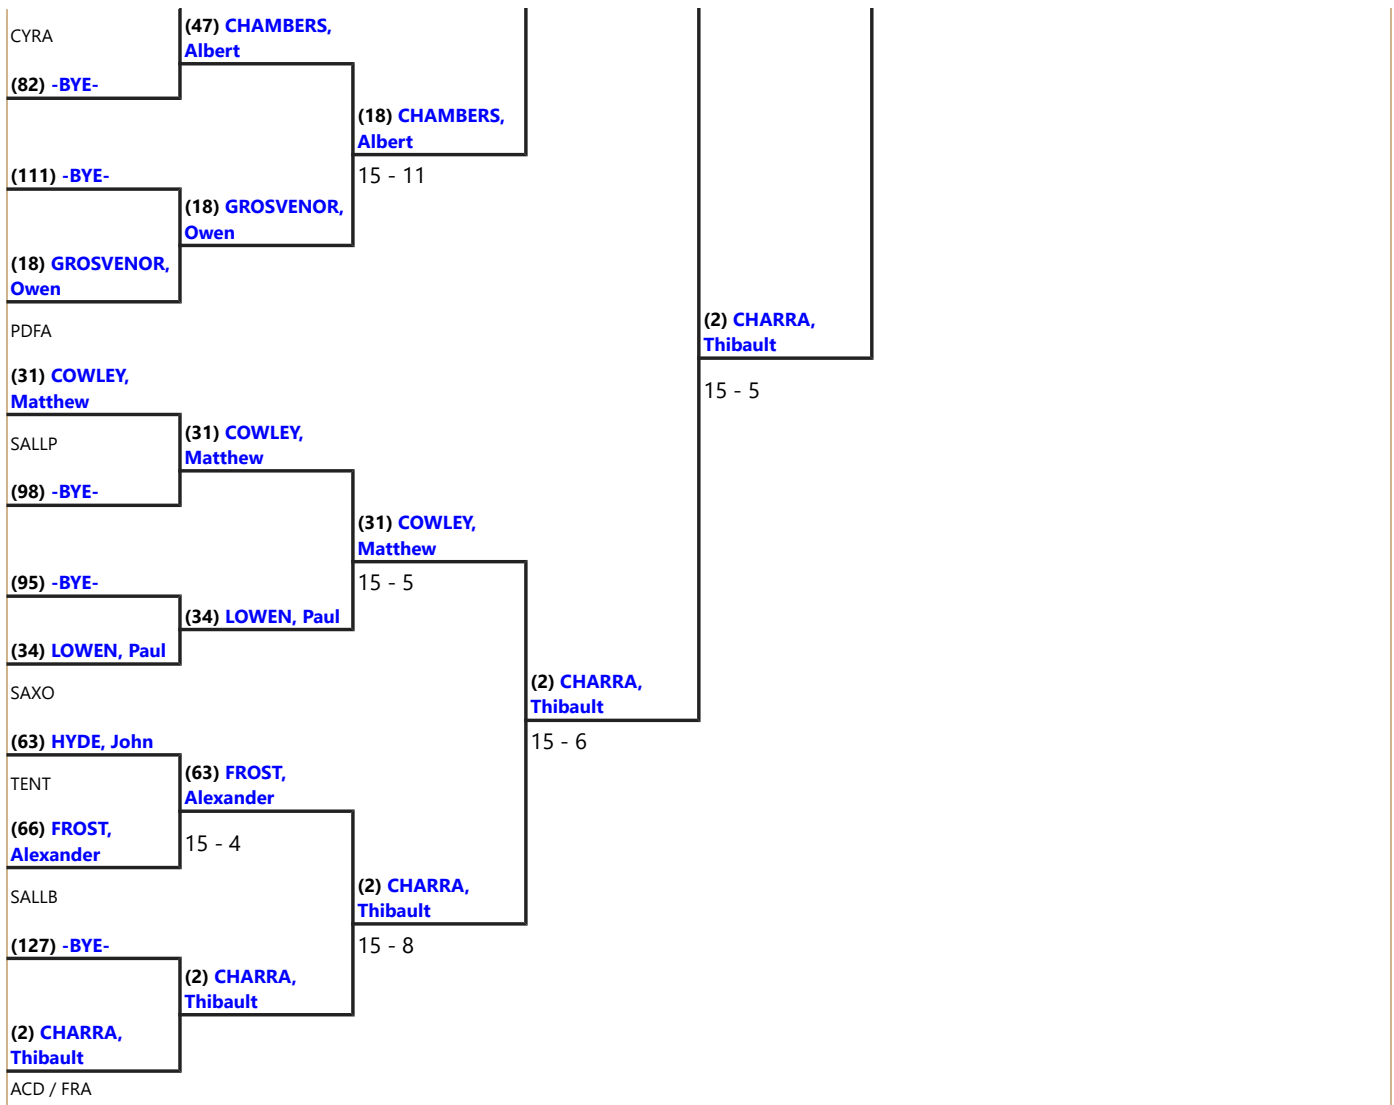 CYRA
(47) CHAMBERS,
Albert
(82) -BYE-
(18) CHAMBERS,
Albert
15 - 11
(111) -BYE-
(18) GROSVENOR,
Owen
(18) GROSVENOR,
Owen
PDFA
(2) CHARRA,
Thibault
15 - 5
(31) COWLEY,
Matthew
SALLP
(31) COWLEY,
Matthew
(98) -BYE-
(31) COWLEY,
Matthew
15 - 5
(95) -BYE-
(34) LOWEN, Paul
(34) LOWEN, Paul
SAXO
(2) CHARRA,
Thibault
15 - 6
(63) HYDE, John
TENT
(63) FROST,
Alexander
(66) FROST,
Alexander
15 - 4
SALLB
(2) CHARRA,
Thibault
15 - 8
(127) -BYE-
(2) CHARRA,
Thibault
(2) CHARRA,
Thibault
ACD / FRA